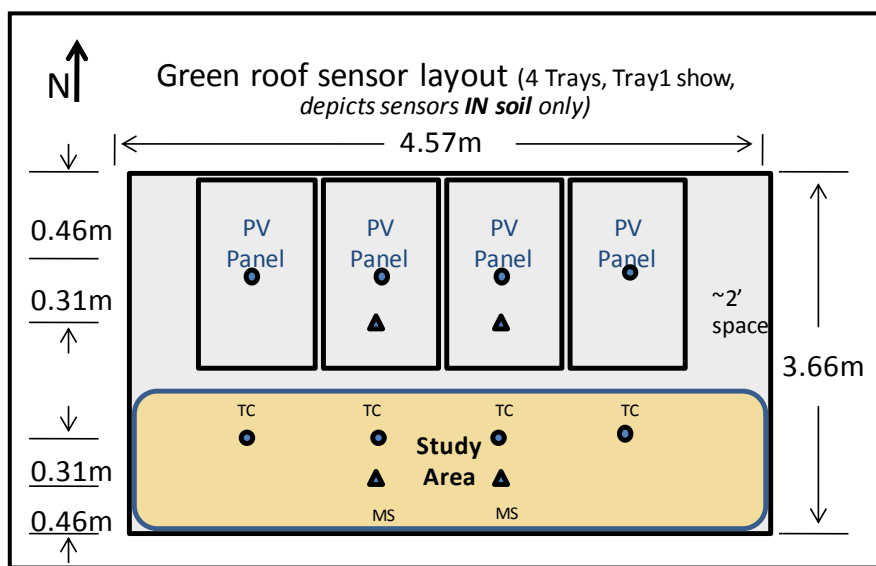 N
Green roof sensor layout (4 Trays, Tray1 show,
depicts sensors IN soil only)
4.57m
0.46m
0.31m
PV
Panel
PV
Panel
PV
Panel
PV
Panel
~2’
space
3.66m
TC
TC
TC
TC
Study
Area
0.31m
0.46m
MS
MS